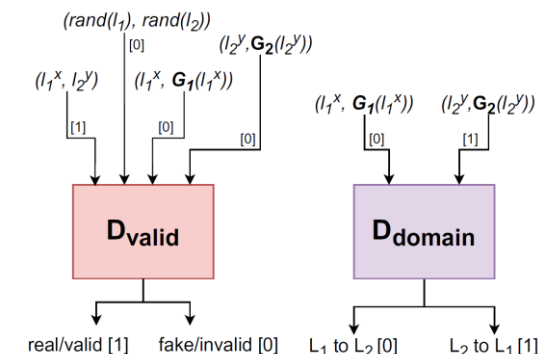 (rand(l₁), rand(l₂))
[0]
(l₂ʸ,G₂(l₂ʸ))
(l₁ˣ, l₂ʸ)
(l₁ˣ, G₁(l₁ˣ))
[1]
[0]
[0]
(l₁ˣ, G₁(l₁ˣ))
(l₂ʸ,G₂(l₂ʸ))
[0]
[1]
D_valid
D_domain
real/valid [1]
fake/invalid [0]
L₁ to L₂ [0]
L₂ to L₁ [1]